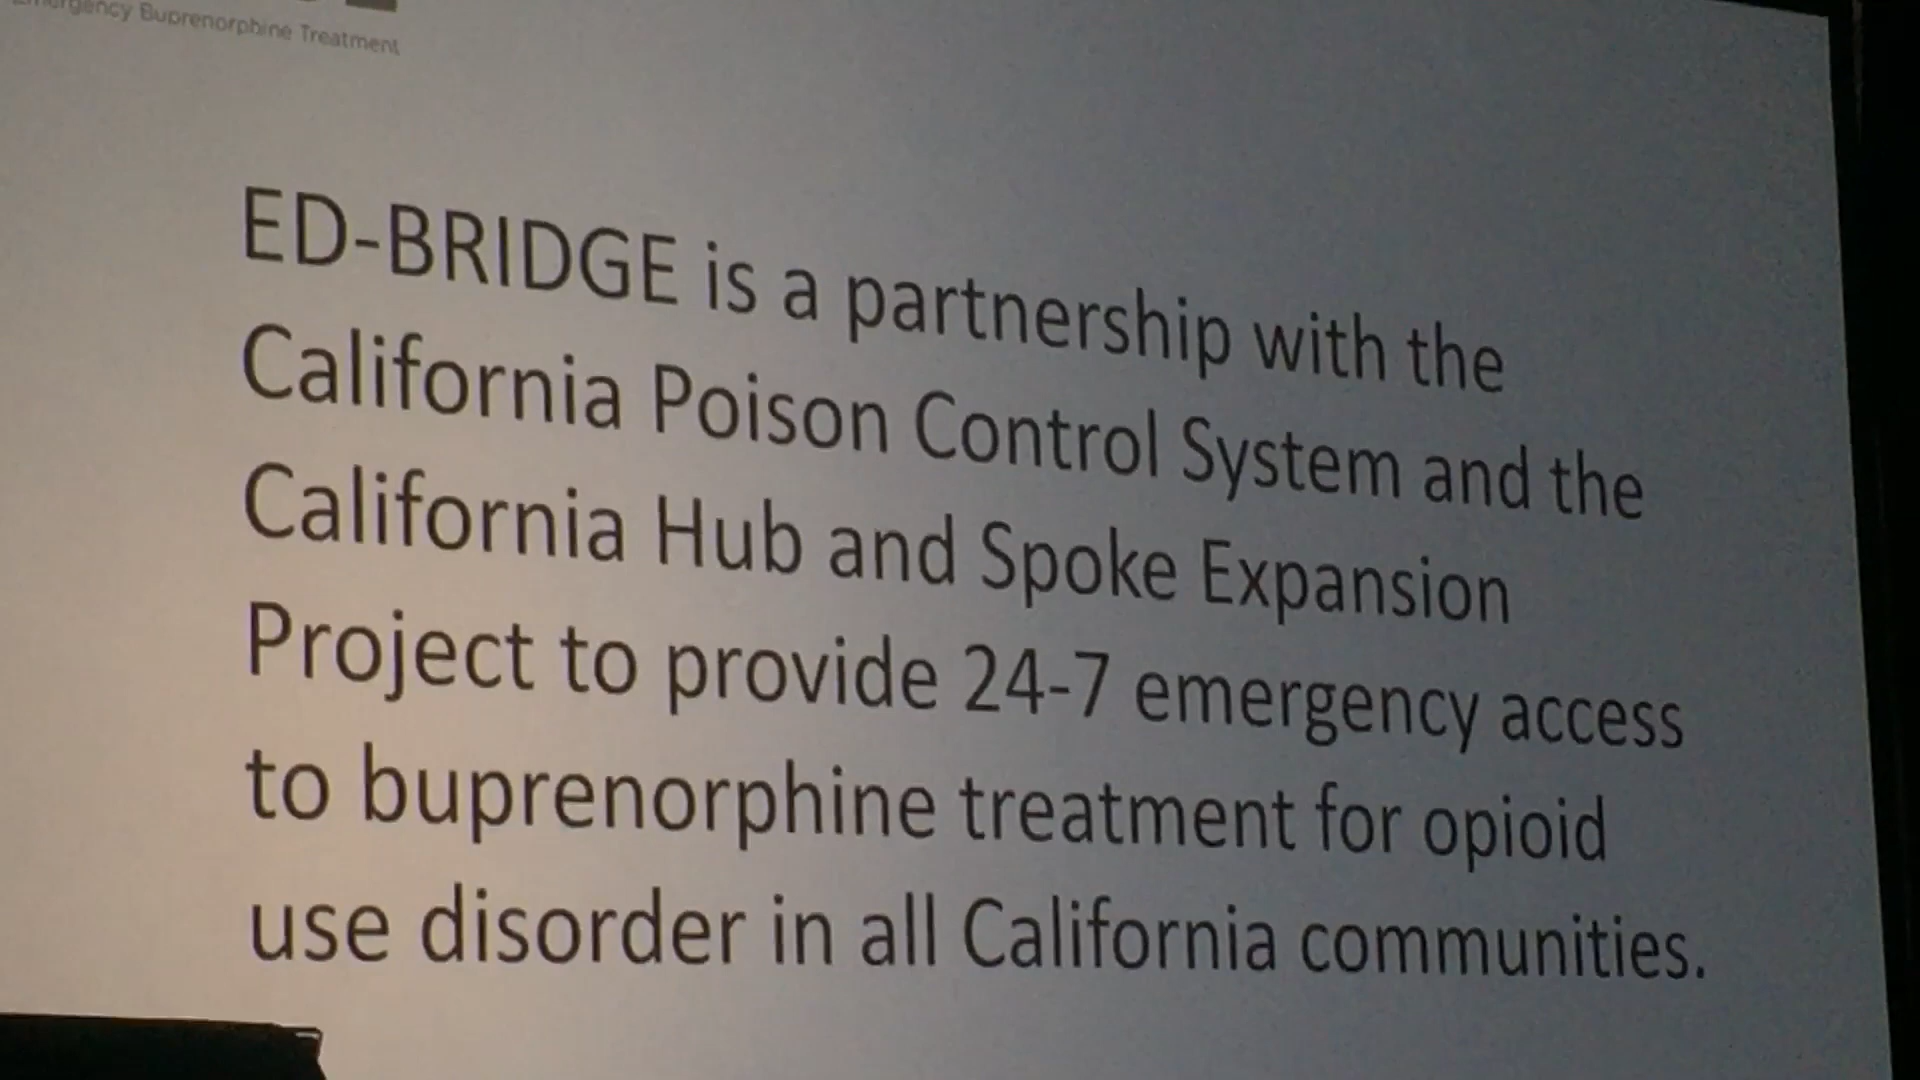 Emergency Buprenorphine Treatment
ED-BRIDGE is a partnership with the
California Poison Control System and the
California Hub and Spoke Expansion
Project to provide 24-7 emergency access
to buprenorphine treatment for opioid
use disorder in all California communities.